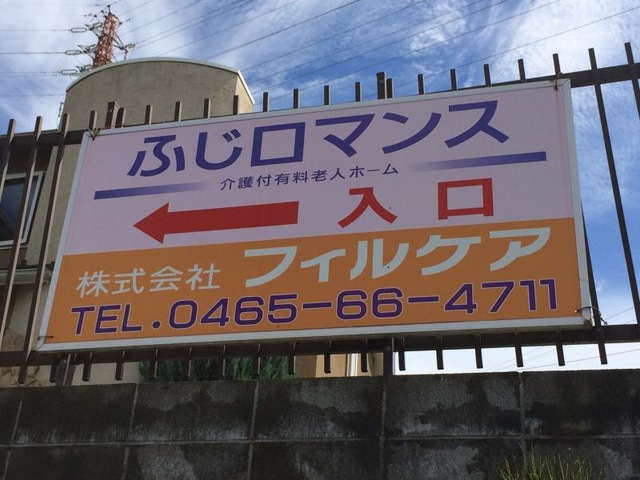 ふじロマンス
介護付有料老人ホーム
入口
株式会社 フィルケア
TEL.0465-66-4711